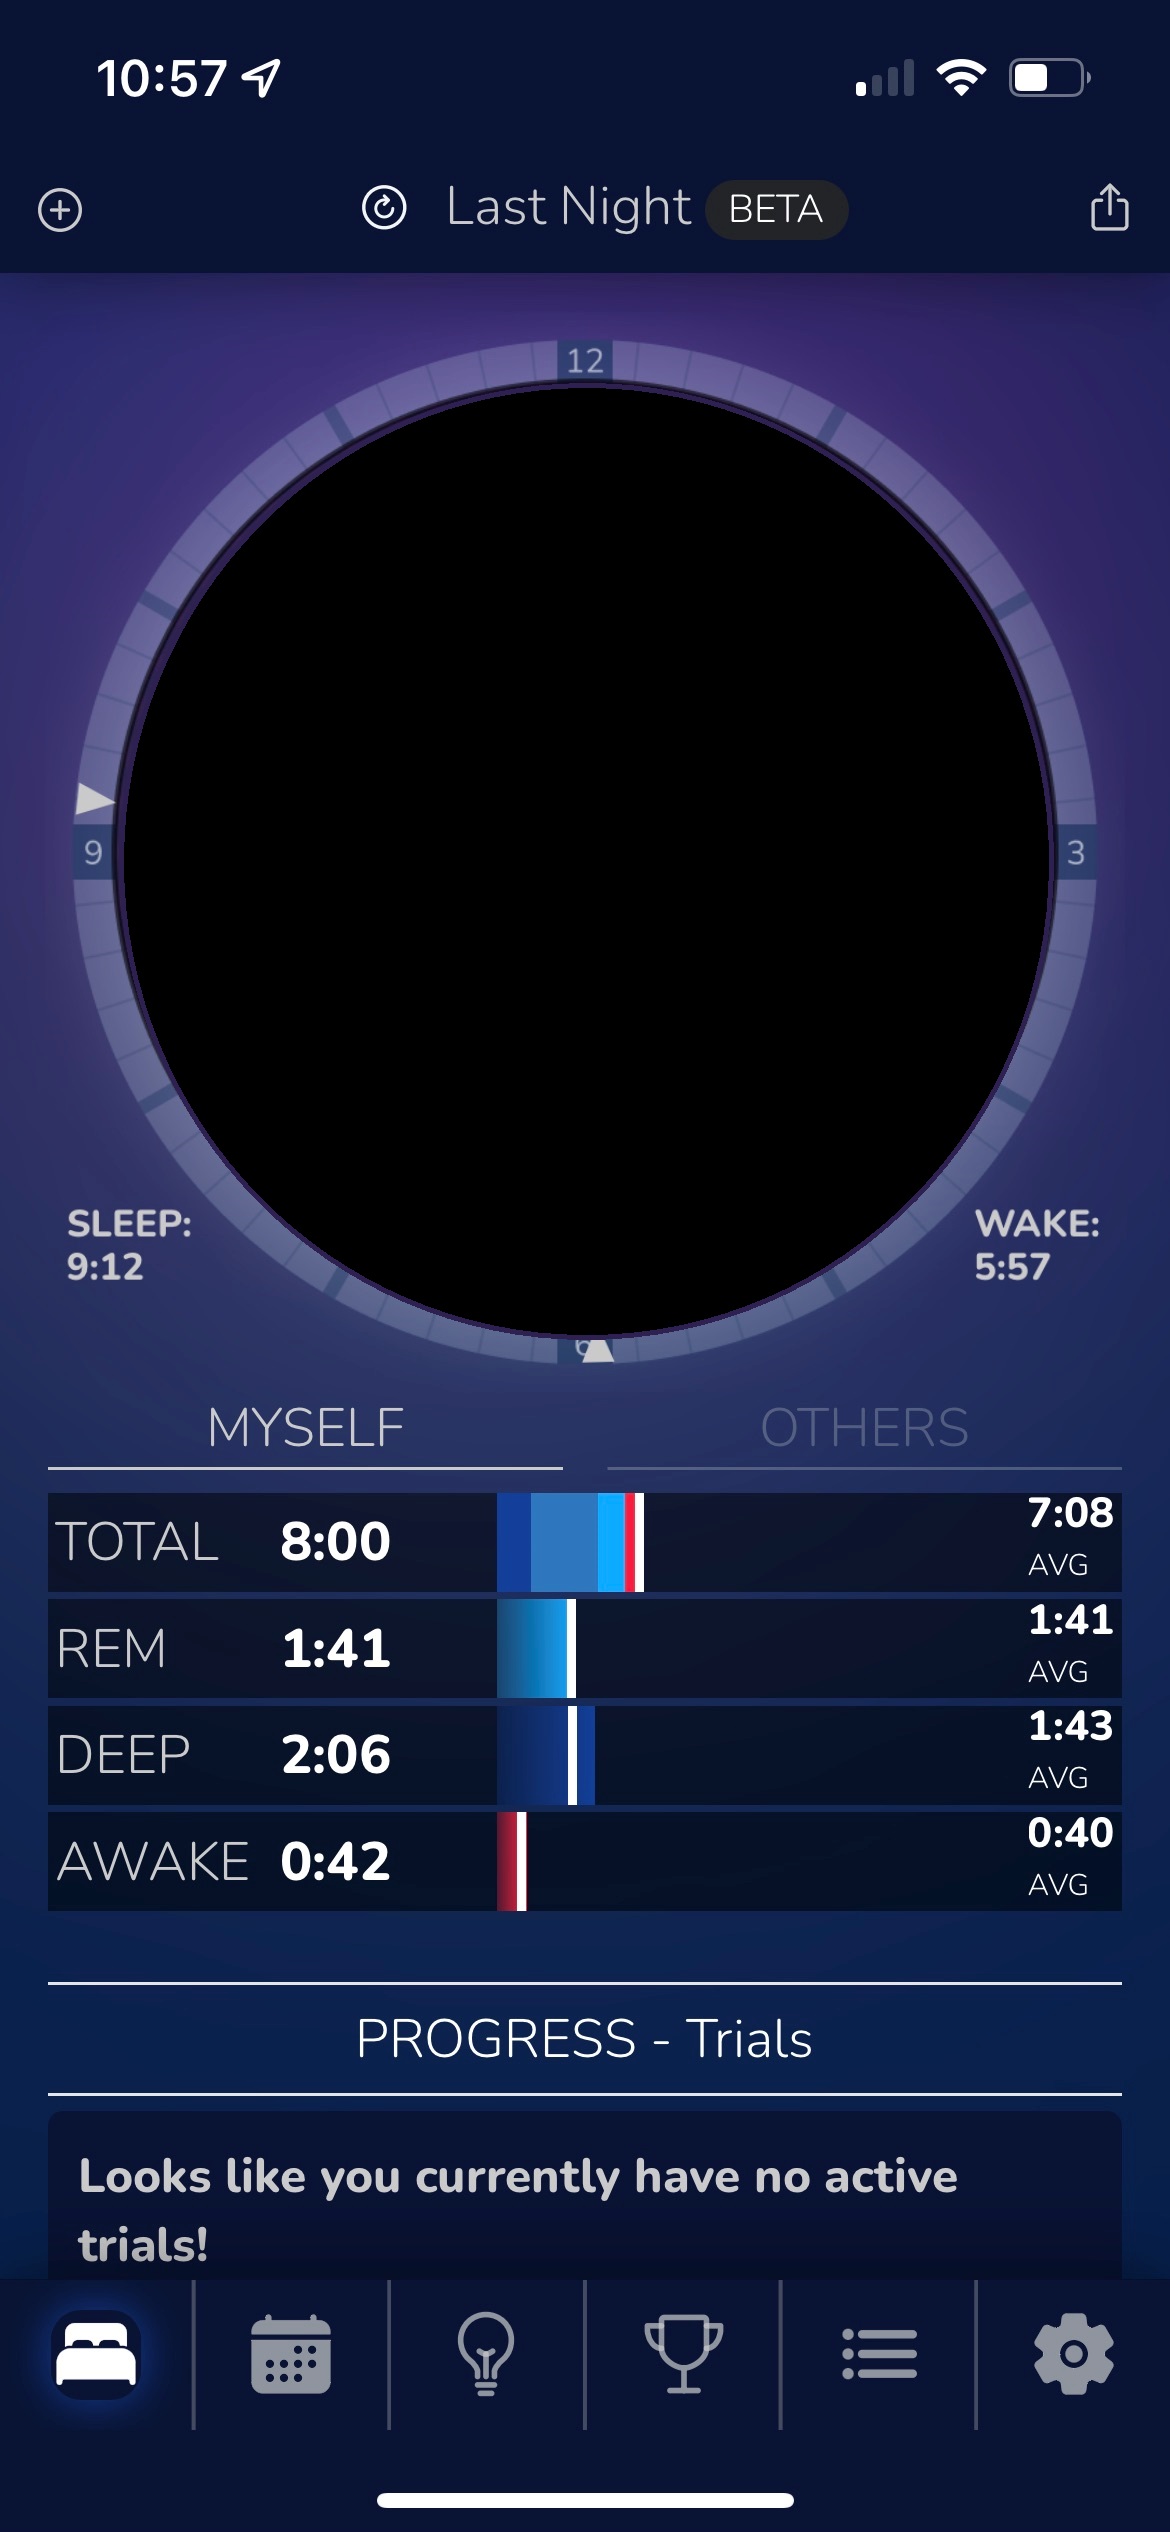 10:57
Last Night BETA
12
9
3
SLEEP:
9:12
WAKE:
5:57
6
MYSELF
OTHERS
TOTAL 8:00 7:08
AVG
REM 1:41 1:41
AVG
DEEP 2:06 1:43
AVG
AWAKE 0:42 0:40
AVG
PROGRESS - Trials
Looks like you currently have no active
trials!